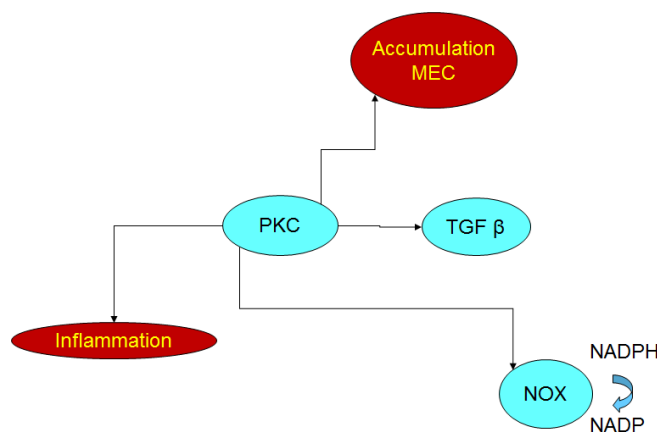 Accumulation
MEC
PKC
TGF β
Inflammation
NADPH
NOX
NADP